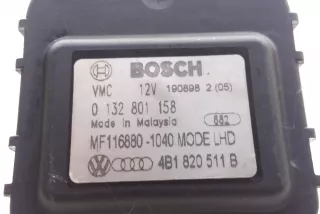 BOSCH
VMC 12V 190898 2 (05)
0 132 801 158
Made in Malaysia 682
MF116880-1040 MODE LHD
4B1 820 511 B